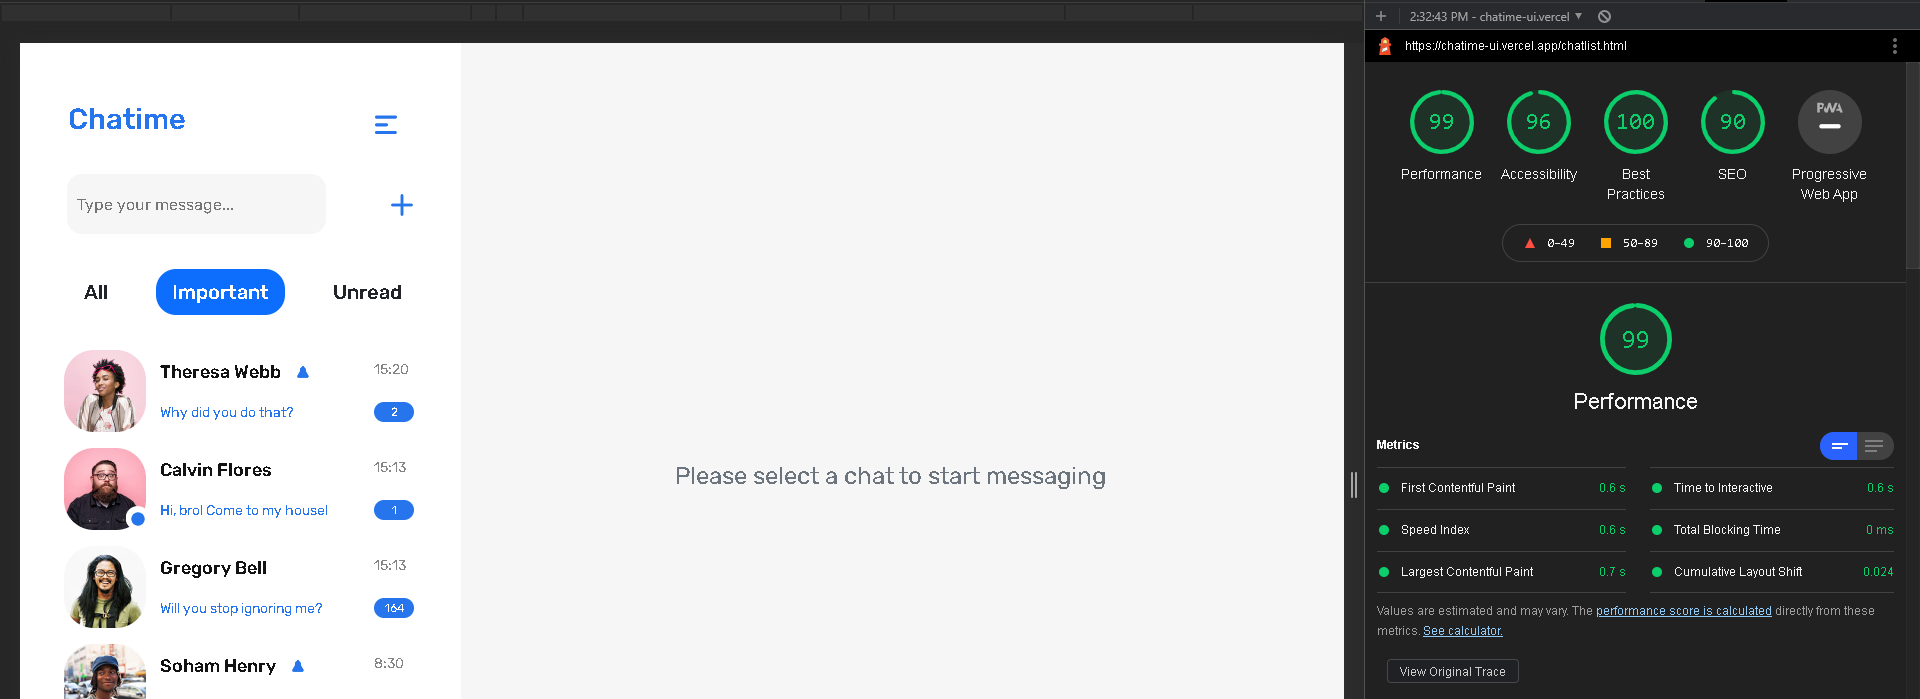 Chatime
Type your message...
+
All Important Unread
Theresa Webb 15:20
Why did you do that? 2
Calvin Flores 15:13
Hi, bro! Come to my house! 1
Gregory Bell 15:13
Will you stop ignoring me? 164
Soham Henry 8:30
Please select a chat to start messaging
+ 2:32:43 PM - chatime-ui.vercel
https://chatime-ui.vercel.app/chatlist.html
99 96 100 90 PWA
Performance Accessibility Best Practices SEO Progressive Web App
0–49 50–89 90–100
99
Performance
Metrics
First Contentful Paint 0.6 s
Time to Interactive 0.6 s
Speed Index 0.6 s
Total Blocking Time 0 ms
Largest Contentful Paint 0.7 s
Cumulative Layout Shift 0.024
Values are estimated and may vary. The performance score is calculated directly from these
metrics. See calculator.
View Original Trace